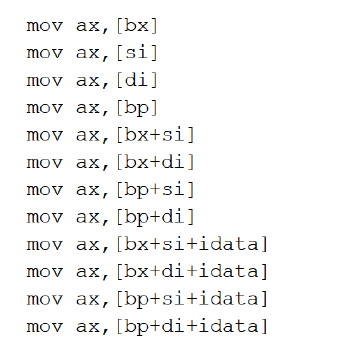 mov ax,[bx]
mov ax,[si]
mov ax,[di]
mov ax,[bp]
mov ax,[bx+si]
mov ax,[bx+di]
mov ax,[bp+si]
mov ax,[bp+di]
mov ax,[bx+si+idata]
mov ax,[bx+di+idata]
mov ax,[bp+si+idata]
mov ax,[bp+di+idata]